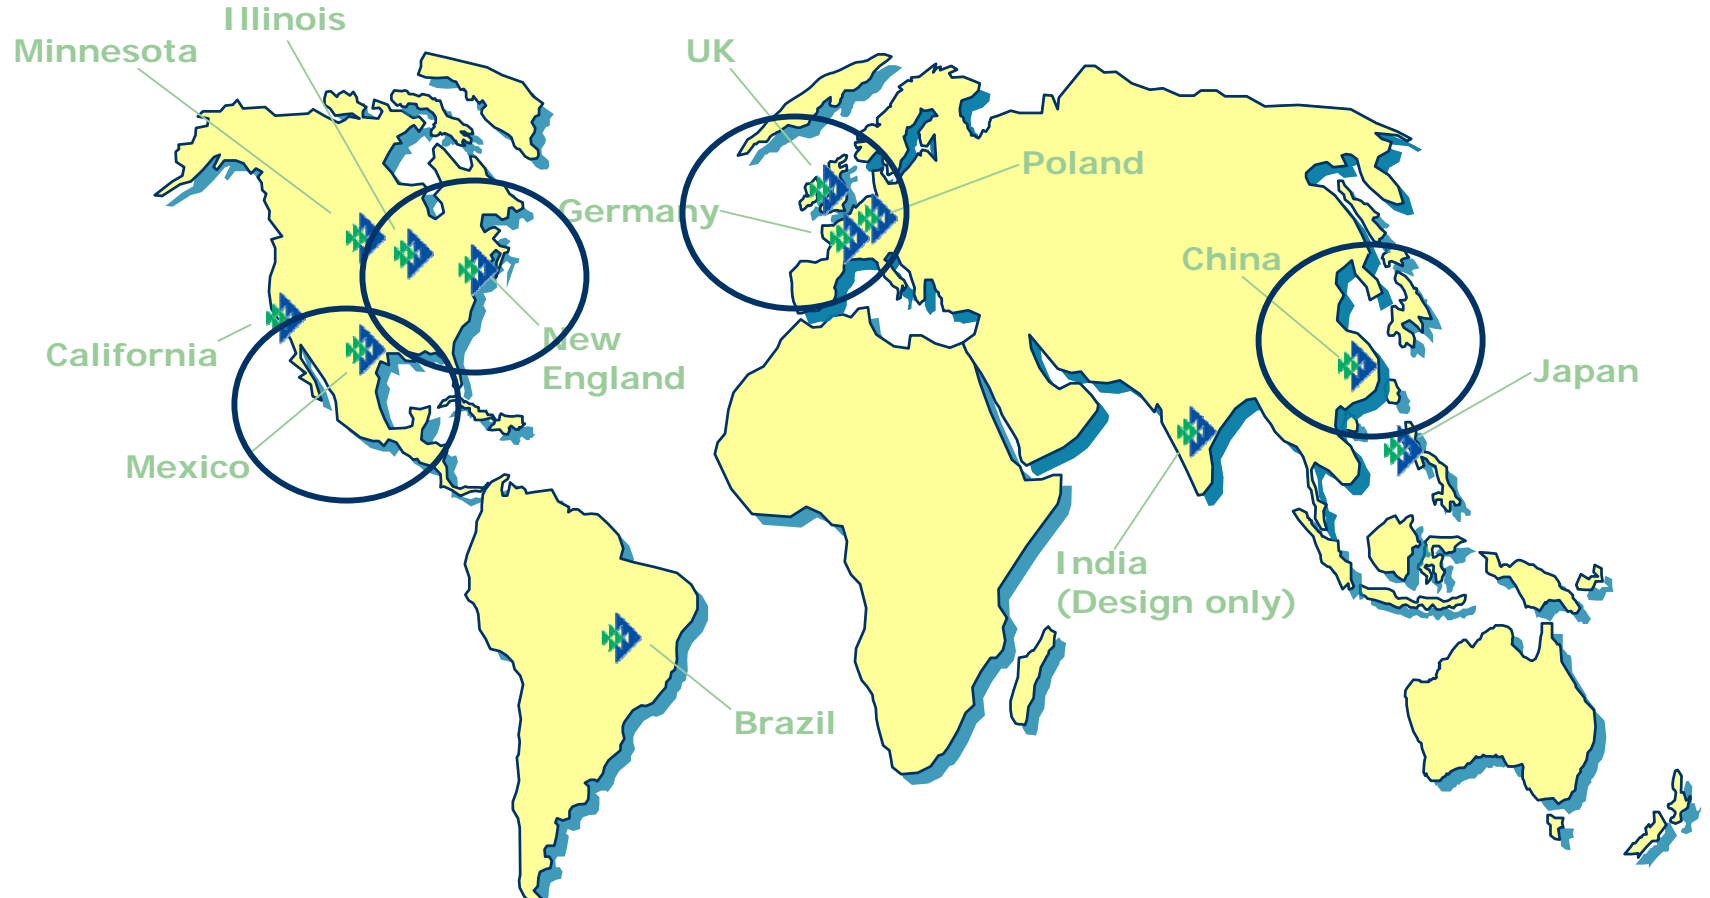 Illinois
Minnesota
UK
Poland
Germany
China
New
England
California
Japan
Mexico
India
(Design only)
Brazil